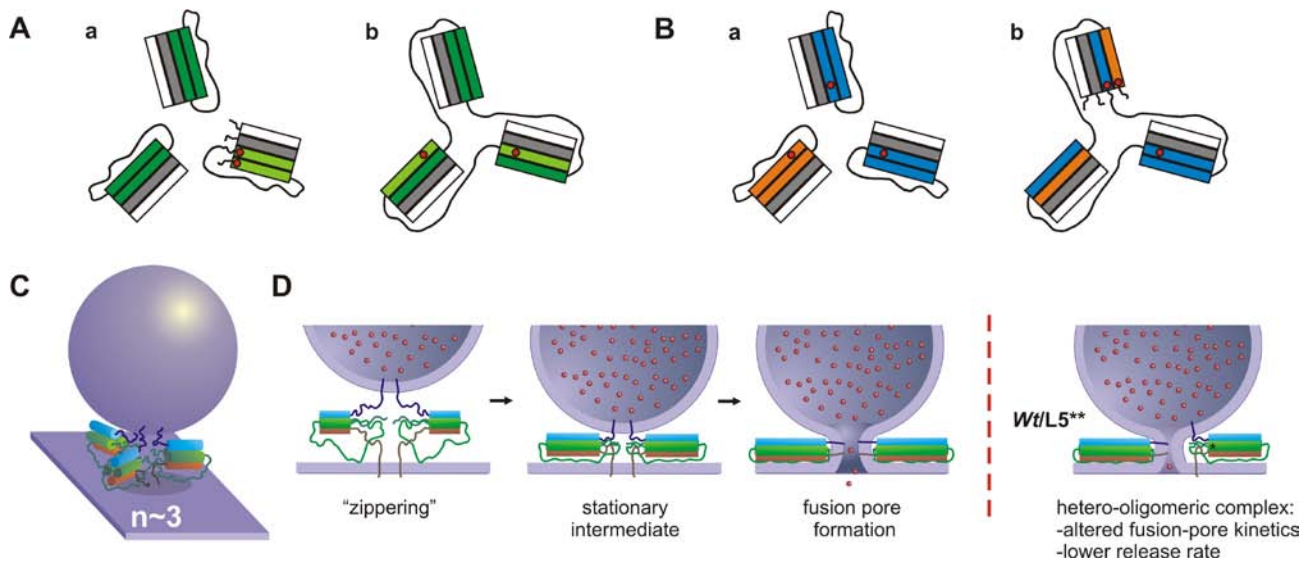 A
a
b
B
a
b
C
n~3
D
"zippering"
stationary
intermediate
fusion pore
formation
Wt/L5**
*
hetero-oligomeric complex:
-altered fusion-pore kinetics
-lower release rate